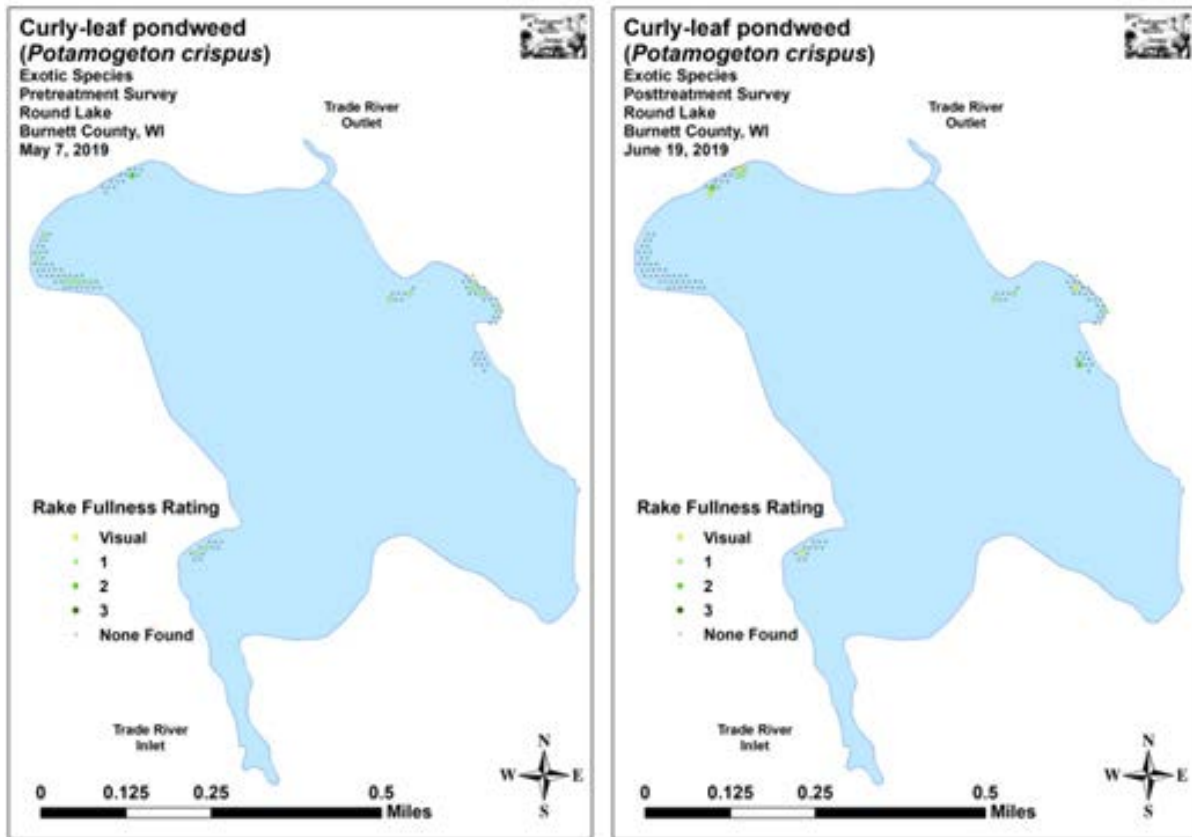 Curly-leaf pondweed
(Potamogeton crispus)
Exotic Species
Pretreatment Survey
Round Lake
Burnett County, WI
May 7, 2019
Trade River
Outlet
Rake Fullness Rating
Visual
1
2
3
None Found
Trade River
Inlet
N
W E
S
0 0.125 0.25 0.5
Miles
Curly-leaf pondweed
(Potamogeton crispus)
Exotic Species
Posttreatment Survey
Round Lake
Burnett County, WI
June 19, 2019
Trade River
Outlet
Rake Fullness Rating
Visual
1
2
3
None Found
Trade River
Inlet
N
W E
S
0 0.125 0.25 0.5
Miles